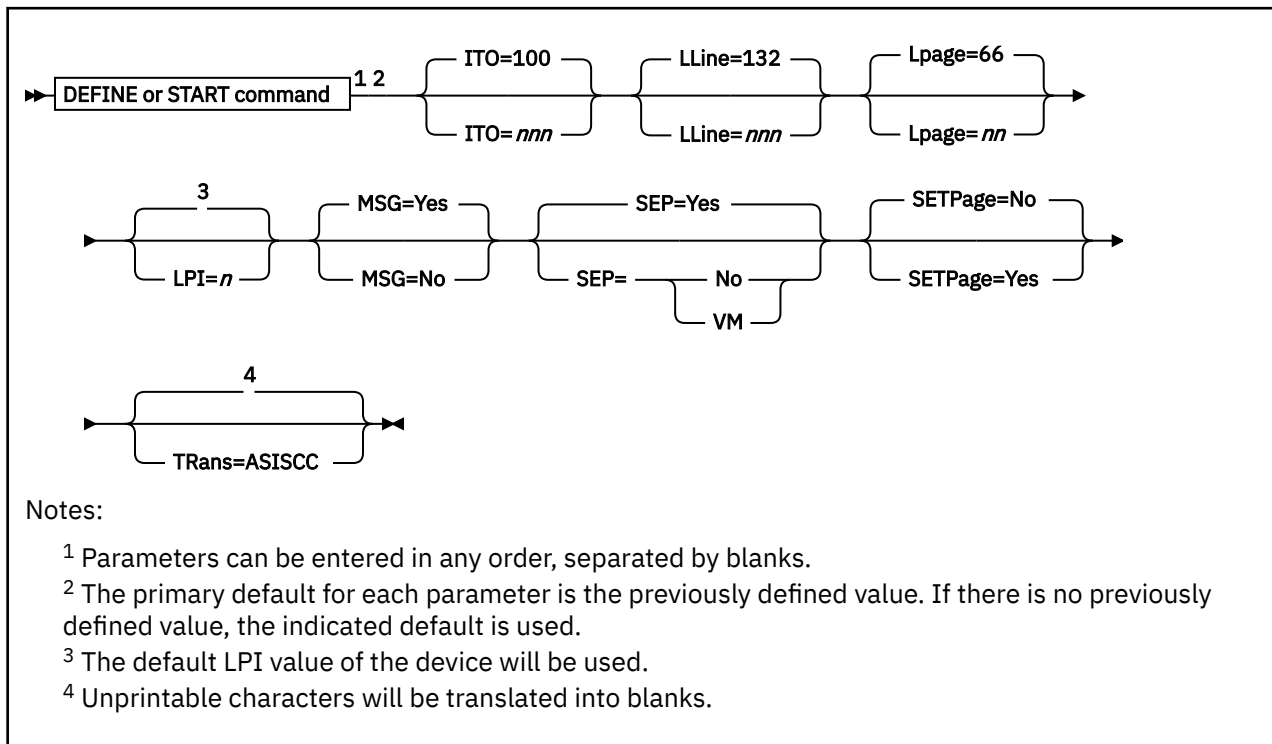 ITO=100 LLine=132 Lpage=66
DEFINE or START command 1 2
ITO=nnn LLine=nnn Lpage=nn
3 MSG=Yes SEP=Yes SETPage=No
LPI=n MSG=No SEP= No SETPage=Yes
VM
4
TRans=ASISCC
Notes:
1 Parameters can be entered in any order, separated by blanks.
2 The primary default for each parameter is the previously defined value. If there is no previously
defined value, the indicated default is used.
3 The default LPI value of the device will be used.
4 Unprintable characters will be translated into blanks.